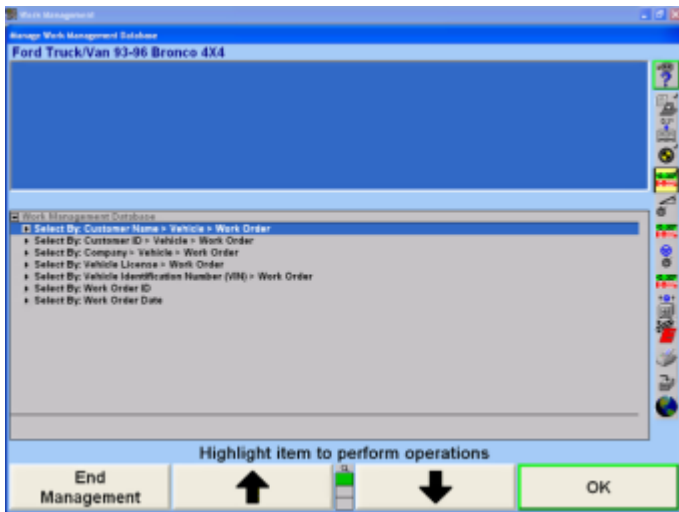 Work Management
Manage Work Management Database
Ford Truck/Van 93-96 Bronco 4X4
Work Management Database
Select By: Customer Name > Vehicle > Work Order
Select By: Customer ID > Vehicle > Work Order
Select By: Company > Vehicle > Work Order
Select By: Vehicle License > Work Order
Select By: Vehicle Identification Number (VIN) > Work Order
Select By: Work Order ID
Select By: Work Order Date
Highlight item to perform operations
End
Management
OK